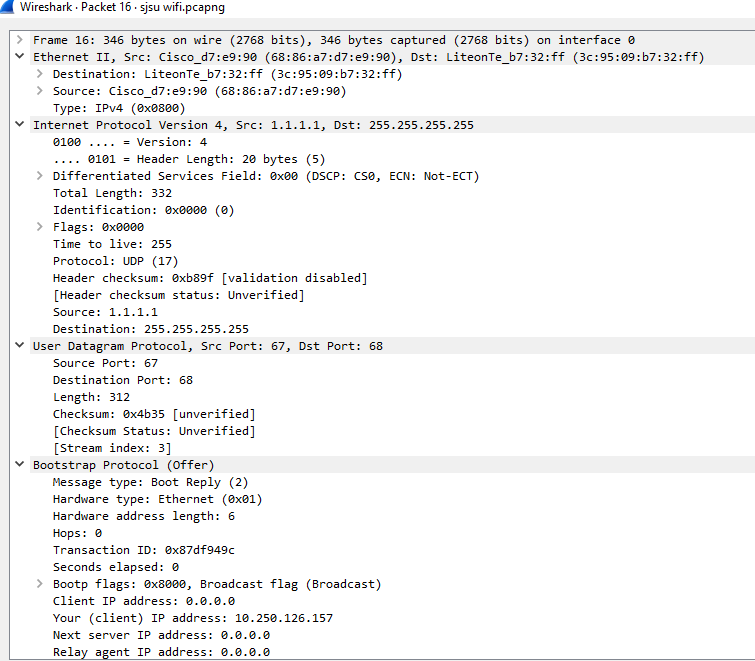 Wireshark · Packet 16 · sjsu wifi.pcapng
Frame 16: 346 bytes on wire (2768 bits), 346 bytes captured (2768 bits) on interface 0
Ethernet II, Src: Cisco_d7:e9:90 (68:86:a7:d7:e9:90), Dst: LiteonTe_b7:32:ff (3c:95:09:b7:32:ff)
Destination: LiteonTe_b7:32:ff (3c:95:09:b7:32:ff)
Source: Cisco_d7:e9:90 (68:86:a7:d7:e9:90)
Type: IPv4 (0x0800)
Internet Protocol Version 4, Src: 1.1.1.1, Dst: 255.255.255.255
0100 .... = Version: 4
.... 0101 = Header Length: 20 bytes (5)
Differentiated Services Field: 0x00 (DSCP: CS0, ECN: Not-ECT)
Total Length: 332
Identification: 0x0000 (0)
Flags: 0x0000
Time to live: 255
Protocol: UDP (17)
Header checksum: 0xb89f [validation disabled]
[Header checksum status: Unverified]
Source: 1.1.1.1
Destination: 255.255.255.255
User Datagram Protocol, Src Port: 67, Dst Port: 68
Source Port: 67
Destination Port: 68
Length: 312
Checksum: 0x4b35 [unverified]
[Checksum Status: Unverified]
[Stream index: 3]
Bootstrap Protocol (Offer)
Message type: Boot Reply (2)
Hardware type: Ethernet (0x01)
Hardware address length: 6
Hops: 0
Transaction ID: 0x87df949c
Seconds elapsed: 0
Bootp flags: 0x8000, Broadcast flag (Broadcast)
Client IP address: 0.0.0.0
Your (client) IP address: 10.250.126.157
Next server IP address: 0.0.0.0
Relay agent IP address: 0.0.0.0